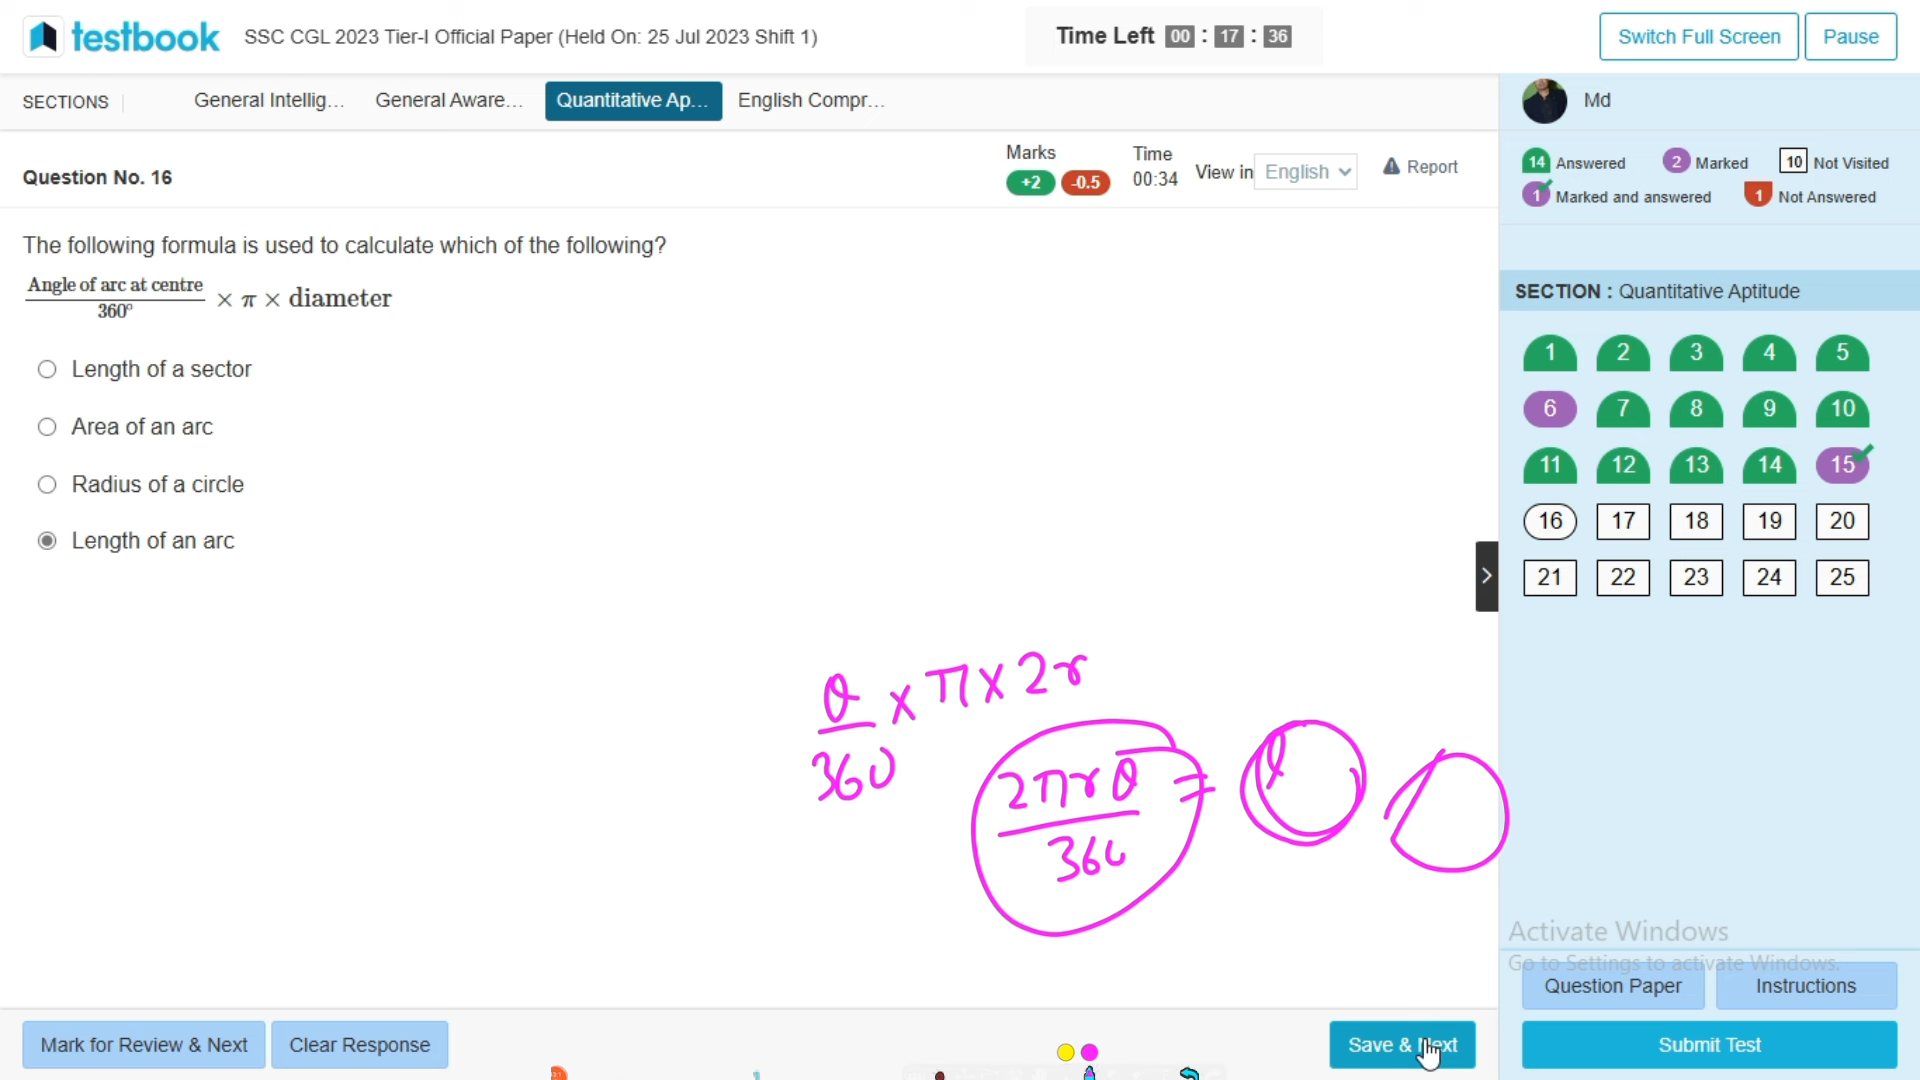 testbook SSC CGL 2023 Tier-I Official Paper (Held On: 25 Jul 2023 Shift 1) Time Left 00 : 17 : 36 Switch Full Screen Pause
SECTIONS General Intellig... General Aware... Quantitative Ap... English Compr...
Md
Question No. 16
Marks +2 -0.5
Time 00:34
View in English
Report
14 Answered 2 Marked 10 Not Visited
1 Marked and answered 1 Not Answered
The following formula is used to calculate which of the following?
Angle of arc at centre / 360° × π × diameter
Length of a sector
Area of an arc
Radius of a circle
Length of an arc
SECTION : Quantitative Aptitude
1 2 3 4 5
6 7 8 9 10
11 12 13 14 15
16 17 18 19 20
21 22 23 24 25
θ/360 × π × 2r
2πrθ/360 =
Activate Windows
Go to Settings to activate Windows.
Question Paper Instructions
Mark for Review & Next Clear Response Save & Next Submit Test